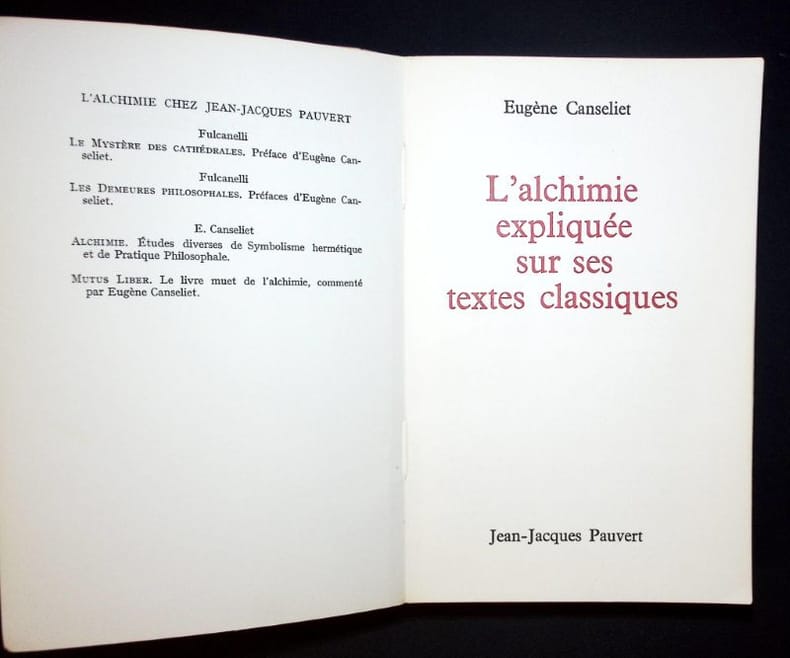 L'ALCHIMIE CHEZ JEAN-JACQUES PAUVERT
Fulcanelli
LE MYSTÈRE DES CATHÉDRALES. Préface d'Eugène Can-
seliet.
Fulcanelli
LES DEMEURES PHILOSOPHALES. Préfaces d'Eugène Can-
seliet.
E. Canseliet
ALCHIMIE. Études diverses de Symbolisme hermétique
et de Pratique Philosophale.
MUTUS LIBER. Le livre muet de l'alchimie, commenté
par Eugène Canseliet.
Eugène Canseliet
L'alchimie
expliquée
sur ses
textes classiques
Jean-Jacques Pauvert